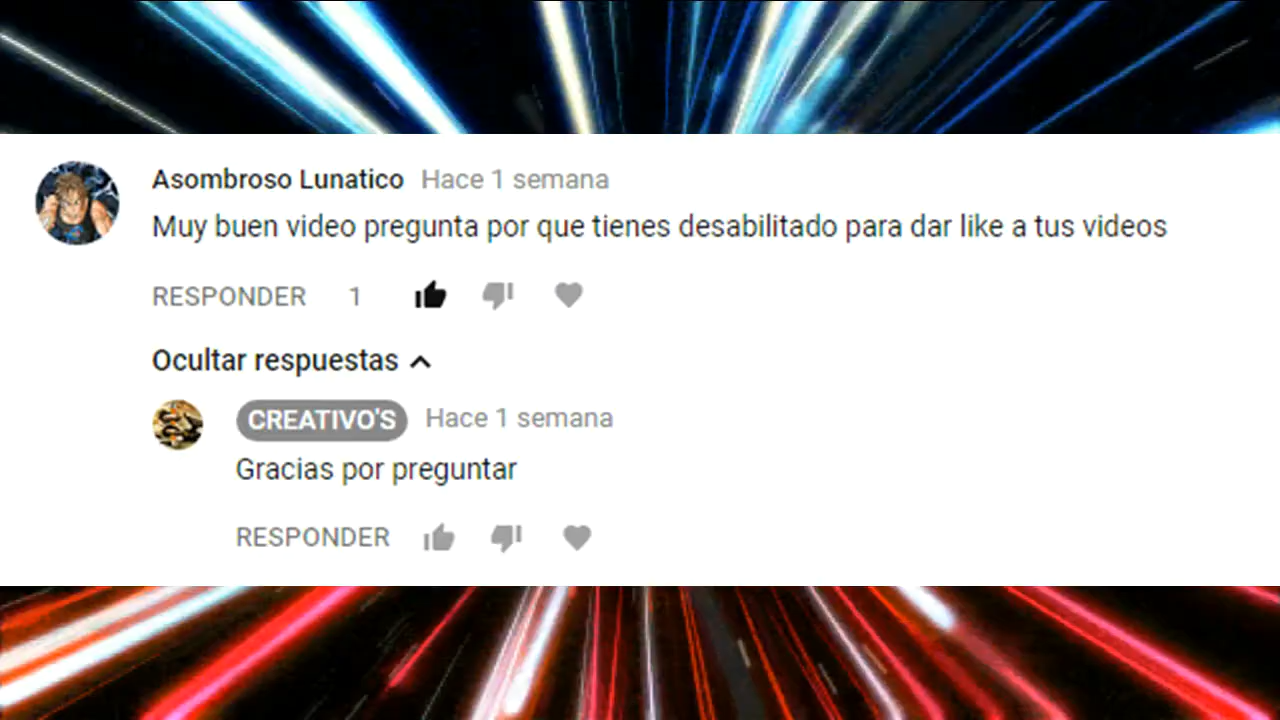 Asombroso Lunatico Hace 1 semana
Muy buen video pregunta por que tienes desabilitado para dar like a tus videos
RESPONDER 1
Ocultar respuestas
CREATIVO'S Hace 1 semana
Gracias por preguntar
RESPONDER